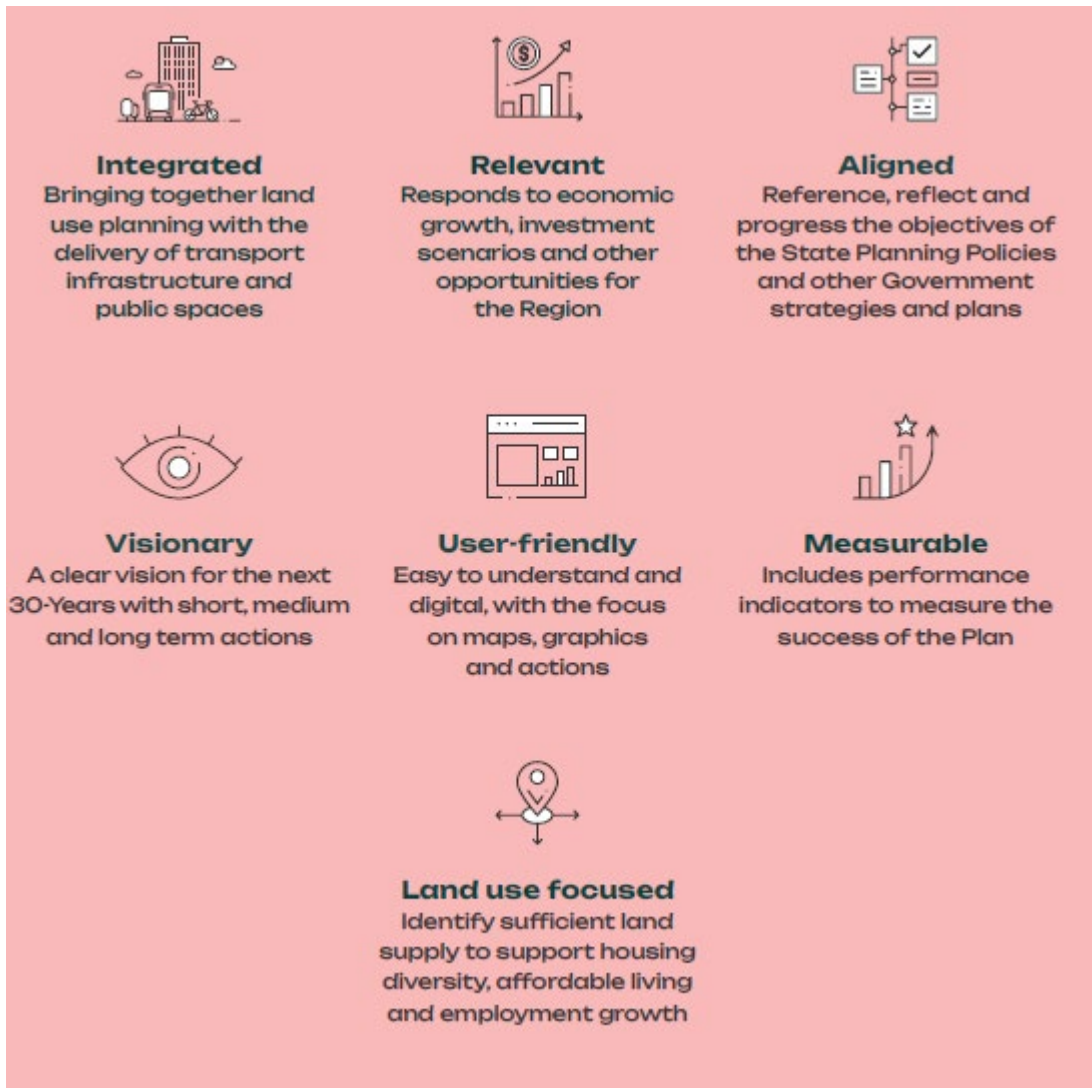 Integrated
Bringing together land
use planning with the
delivery of transport
infrastructure and
public spaces
Relevant
Responds to economic
growth, investment
scenarios and other
opportunities for
the Region
Aligned
Reference, reflect and
progress the objectives of
the State Planning Policies
and other Government
strategies and plans
Visionary
A clear vision for the next
30-Years with short, medium
and long term actions
User-friendly
Easy to understand and
digital, with the focus
on maps, graphics
and actions
Measurable
Includes performance
indicators to measure the
success of the Plan
Land use focused
Identify sufficient land
supply to support housing
diversity, affordable living
and employment growth